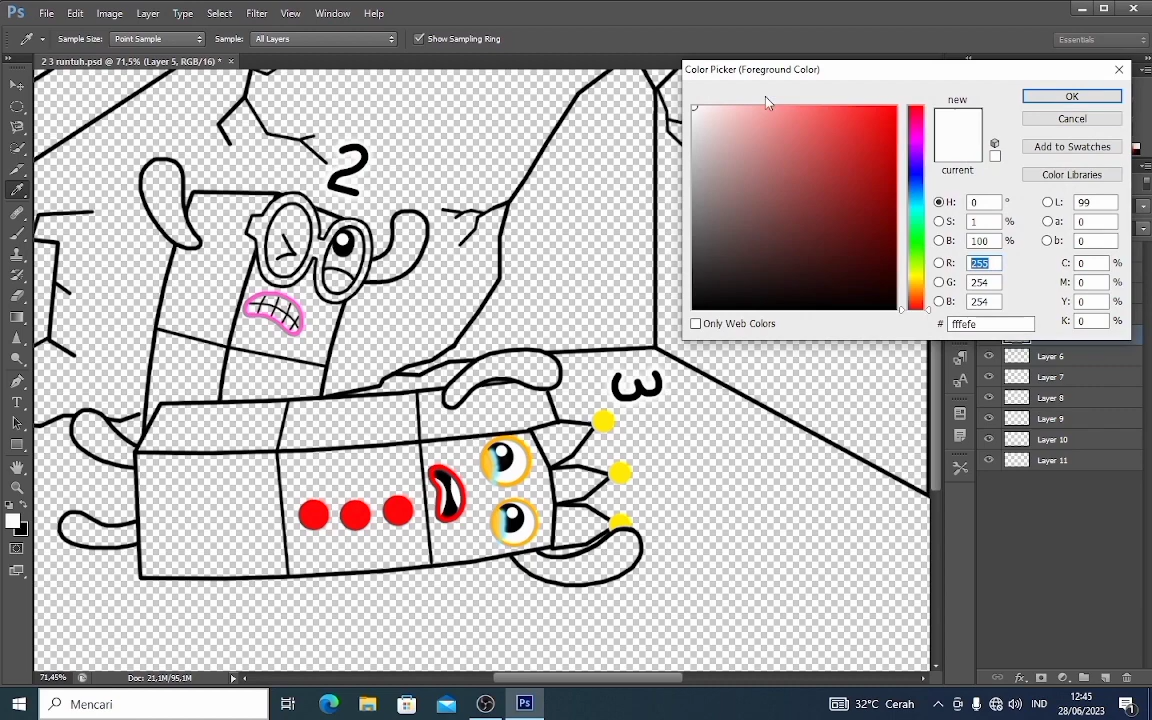 Ps File Edit Image Layer Type Select Filter View Window Help
Sample Size: Point Sample Sample: All Layers Show Sampling Ring Essentials
2 3 runtuh.psd @ 71,5% (Layer 5, RGB/16) * ×
Color Picker (Foreground Color)
new
current
OK
Cancel
Add to Swatches
Color Libraries
H: 0 ° L: 99
S: 1 % a: 0
B: 100 % b: 0
R: 255 C: 0 %
G: 254 M: 0 %
B: 254 Y: 0 %
# fffefe K: 0 %
Only Web Colors
2
3
Layer 6
Layer 7
Layer 8
Layer 9
Layer 10
Layer 11
71,45% Doc: 21,1M/95,1M
Mencari
Ps
32°C Cerah
IND
12:45
28/06/2023
1